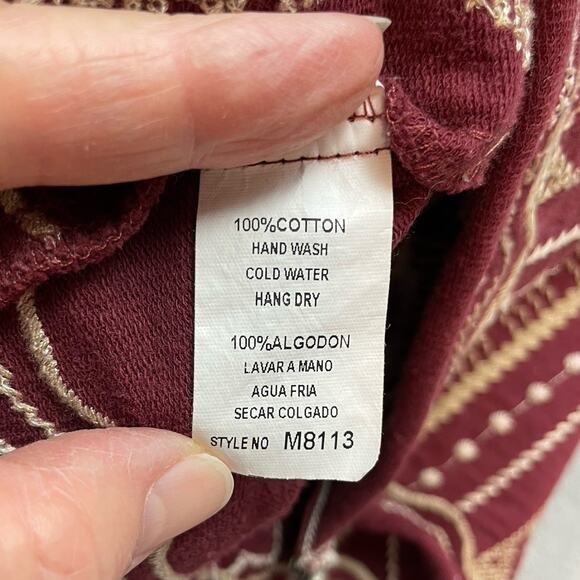 100%COTTON
HAND WASH
COLD WATER
HANG DRY
100%ALGODON
LAVAR A MANO
AGUA FRIA
SECAR COLGADO
STYLE NO M8113